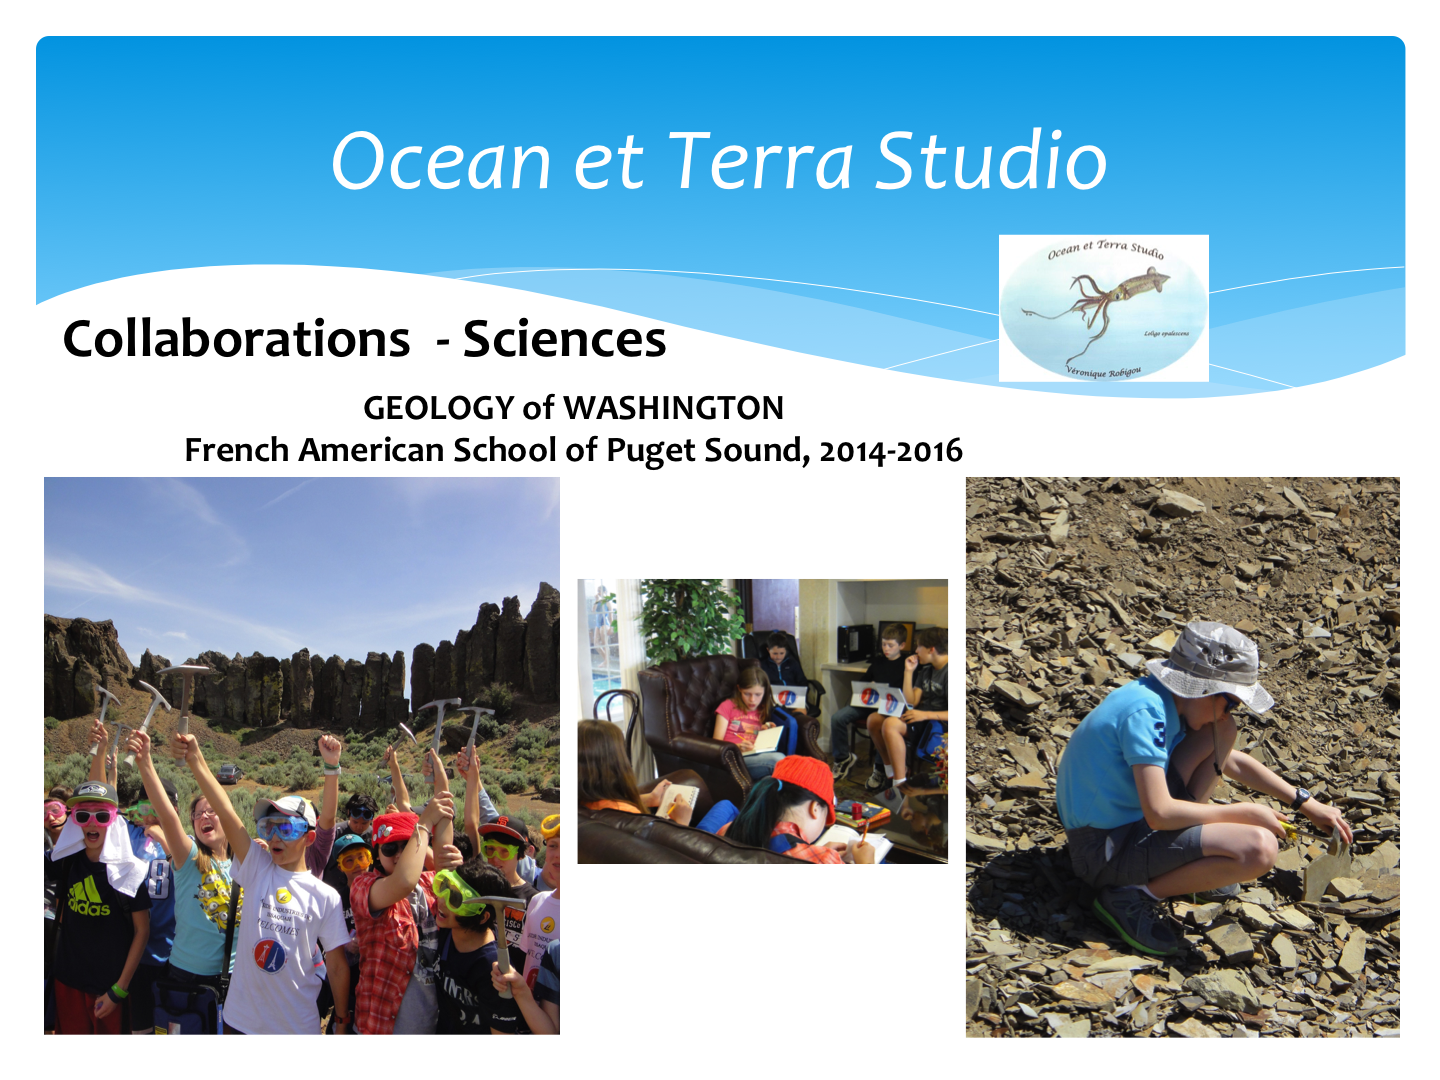 Ocean et Terra Studio
Ocean et Terra Studio
Loligo opalescens
Véronique Robigou
Collaborations - Sciences
GEOLOGY of WASHINGTON
French American School of Puget Sound, 2014-2016
adidas
WELCOMES